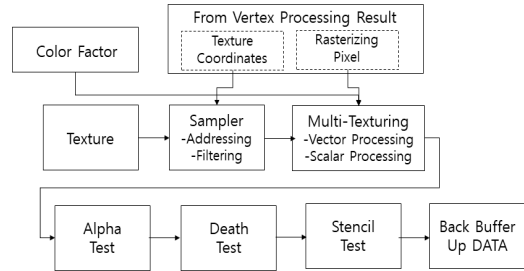 From Vertex Processing Result
Color Factor
Texture
Coordinates
Rasterizing
Pixel
Texture
Sampler
-Addressing
-Filtering
Multi-Texturing
-Vector Processing
-Scalar Processing
Alpha
Test
Death
Test
Stencil
Test
Back Buffer
Up DATA